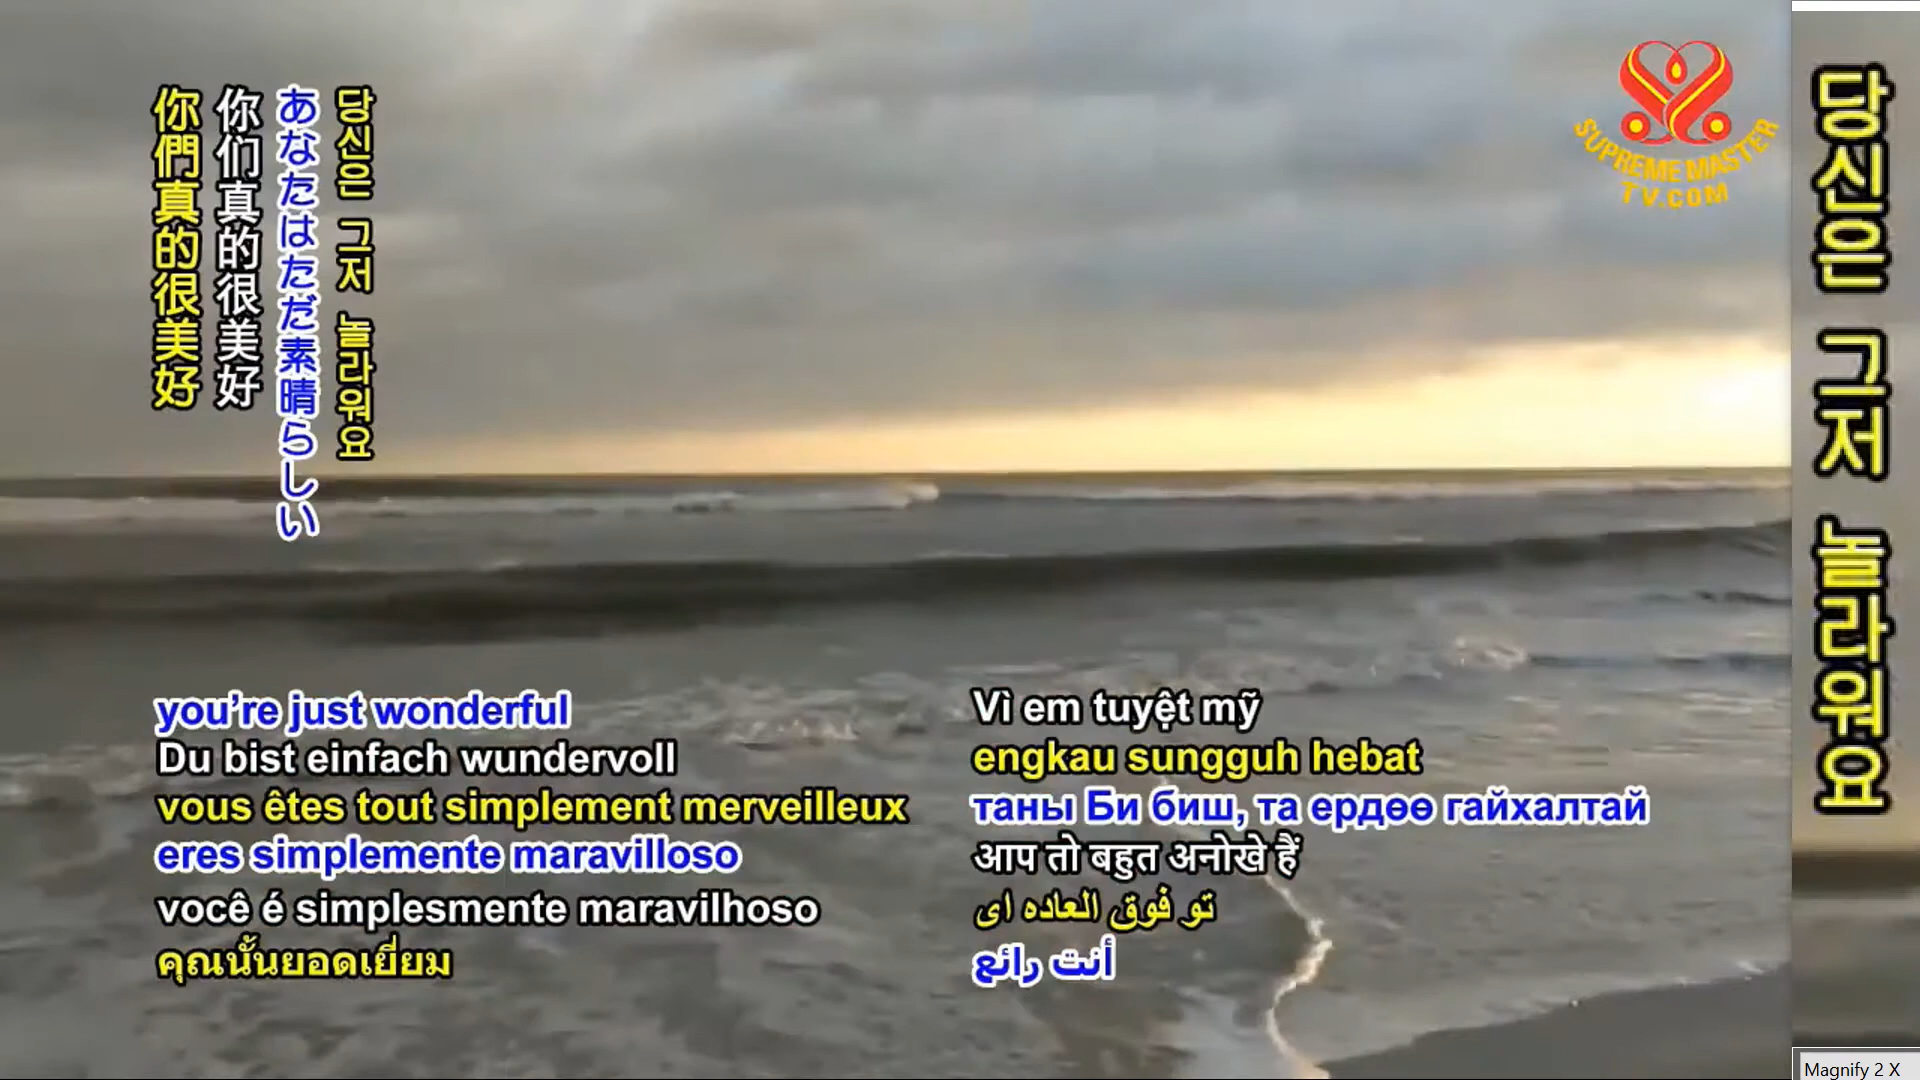 당신은 그저 놀라워요
あなたはただ素晴らしい
你们真的很美好
你們真的很美好
SUPREME MASTER
TV.COM
you’re just wonderful
Du bist einfach wundervoll
vous êtes tout simplement merveilleux
eres simplemente maravilloso
você é simplesmente maravilhoso
คุณนั้นยอดเยี่ยม
Vì em tuyệt mỹ
engkau sungguh hebat
таны Би биш, та ердөө гайхалтай
आप तो बहुत अनोखे हैं
تو فوق العاده ای
أنت رائع
당신은 그저 놀라워요
Magnify 2 X